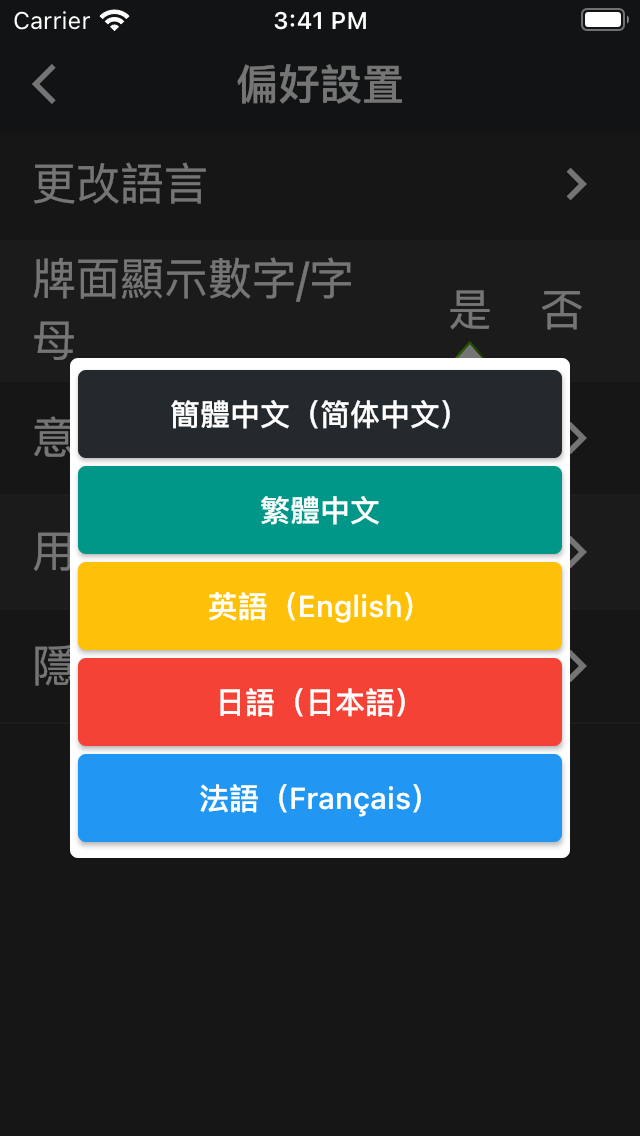 Carrier 3:41 PM
偏好設置
更改語言
牌面顯示數字/字
母
是 否
簡體中文（简体中文）
繁體中文
英語（English）
日語（日本語）
法語（Français）
意
用
隱